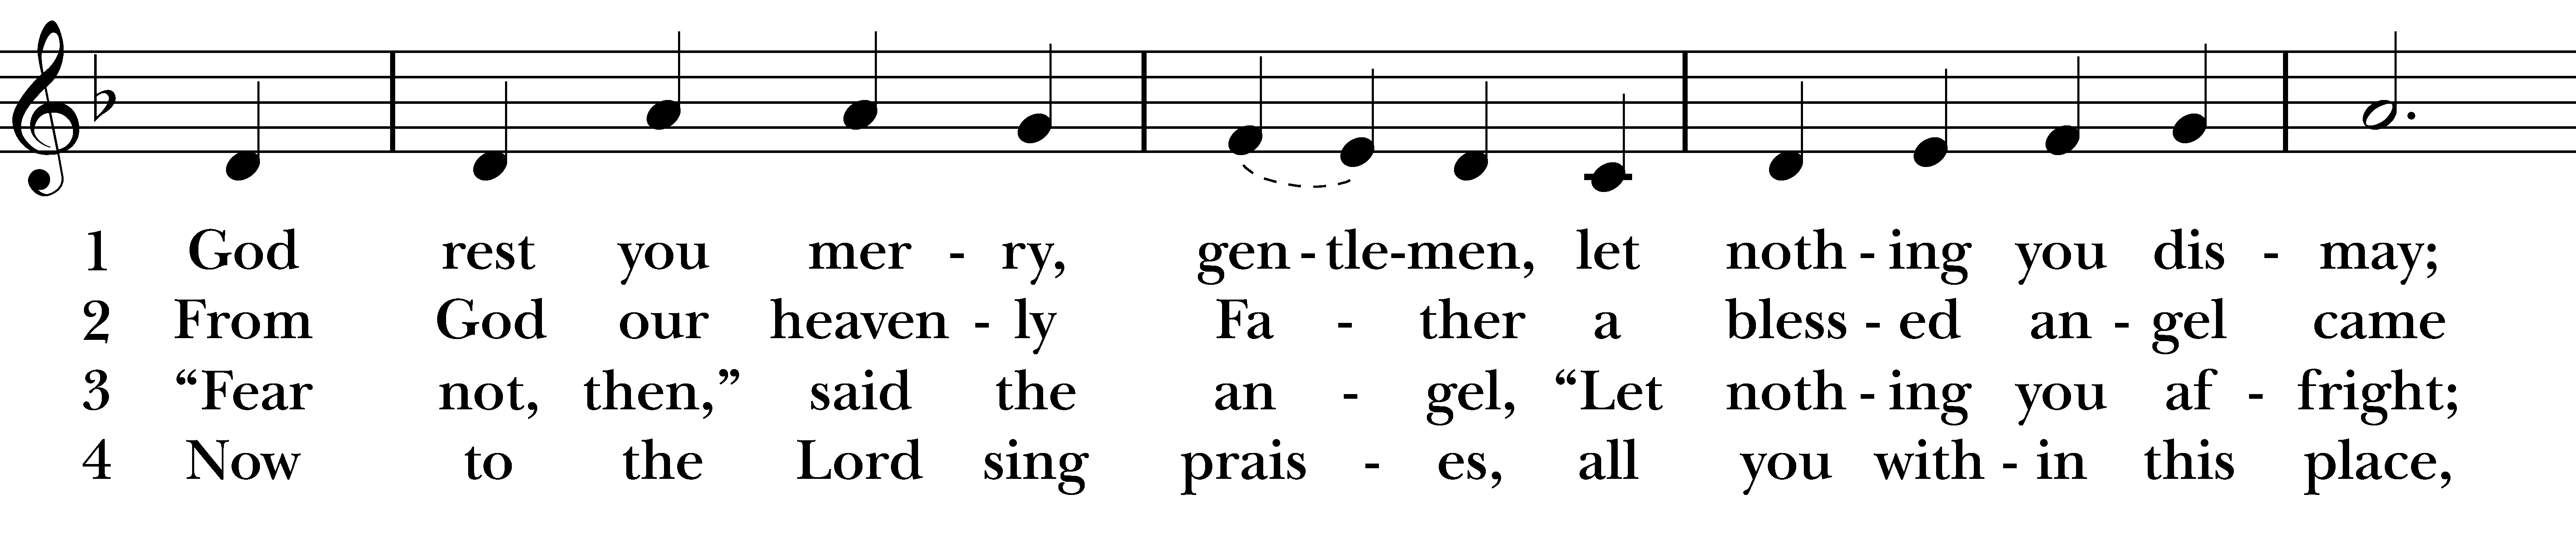 1 God rest you mer - ry, gen - tle-men, let noth - ing you dis - may;
2 From God our heaven - ly Fa - ther a bless - ed an - gel came
3 “Fear not, then,” said the an - gel, “Let noth - ing you af - fright;
4 Now to the Lord sing prais - es, all you with - in this place,